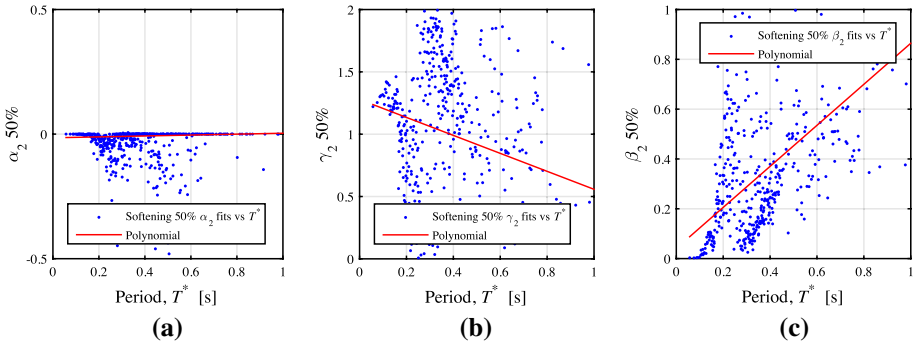 0.5
0
-0.5
α₂ 50%
0 0.2 0.4 0.6 0.8 1
Period, T* [s]
Softening 50% α₂ fits vs T*
Polynomial
(a)
2
1.5
1
0.5
0
γ₂ 50%
0 0.2 0.4 0.6 0.8 1
Period, T* [s]
Softening 50% γ₂ fits vs T*
Polynomial
(b)
1
0.8
0.6
0.4
0.2
0
β₂ 50%
0 0.2 0.4 0.6 0.8 1
Period, T* [s]
Softening 50% β₂ fits vs T*
Polynomial
(c)